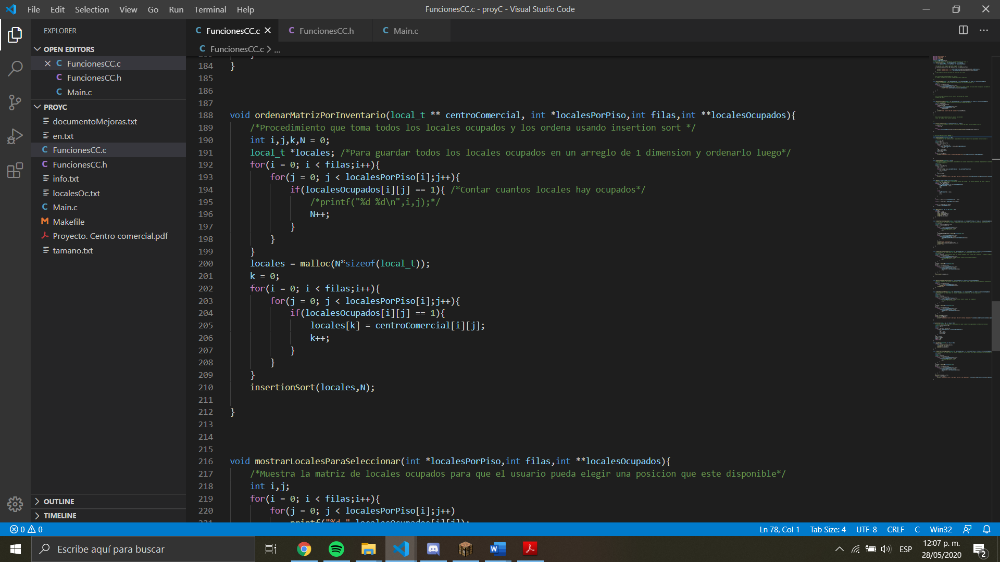 File Edit Selection View Go Run Terminal Help
FuncionesCC.c - proyC - Visual Studio Code
EXPLORER
OPEN EDITORS
FuncionesCC.c
FuncionesCC.h
Main.c
PROYC
documentoMejoras.txt
en.txt
FuncionesCC.c
FuncionesCC.h
info.txt
localesOc.txt
Main.c
Makefile
Proyecto. Centro comercial.pdf
tamano.txt
OUTLINE
TIMELINE
FuncionesCC.c FuncionesCC.h Main.c
FuncionesCC.c > ...
184 }
185
186
187
188 void ordenarMatrizPorInventario(local_t ** centroComercial, int *localesPorPiso,int filas,int **localesOcupados){
189 /*Procedimiento que toma todos los locales ocupados y los ordena usando insertion sort */
190 int i,j,k,N = 0;
191 local_t *locales; /*Para guardar todos los locales ocupados en un arreglo de 1 dimension y ordenarlo luego*/
192 for(i = 0; i < filas;i++){
193 for(j = 0; j < localesPorPiso[i];j++){
194 if(localesOcupados[i][j] == 1){ /*Contar cuantos locales hay ocupados*/
195 /*printf("%d %d\n",i,j);*/
196 N++;
197 }
198 }
199 }
200 locales = malloc(N*sizeof(local_t));
201 k = 0;
202 for(i = 0; i < filas;i++){
203 for(j = 0; j < localesPorPiso[i];j++){
204 if(localesOcupados[i][j] == 1){
205 locales[k] = centroComercial[i][j];
206 k++;
207 }
208 }
209 }
210 insertionSort(locales,N);
211
212 }
213
214
215
216 void mostrarLocalesParaSeleccionar(int *localesPorPiso,int filas,int **localesOcupados){
217 /*Muestra la matriz de locales ocupados para que el usuario pueda elegir una posicion que este disponible*/
218 int i,j;
219 for(i = 0; i < filas;i++){
220 for(j = 0; j < localesPorPiso[i];j++)
221 printf("%d ",localesOcupados[i][j]);
0 0
Ln 78, Col 1 Tab Size: 4 UTF-8 CRLF C Win32
Escribe aquí para buscar
ESP
12:07 p. m.
28/05/2020
2